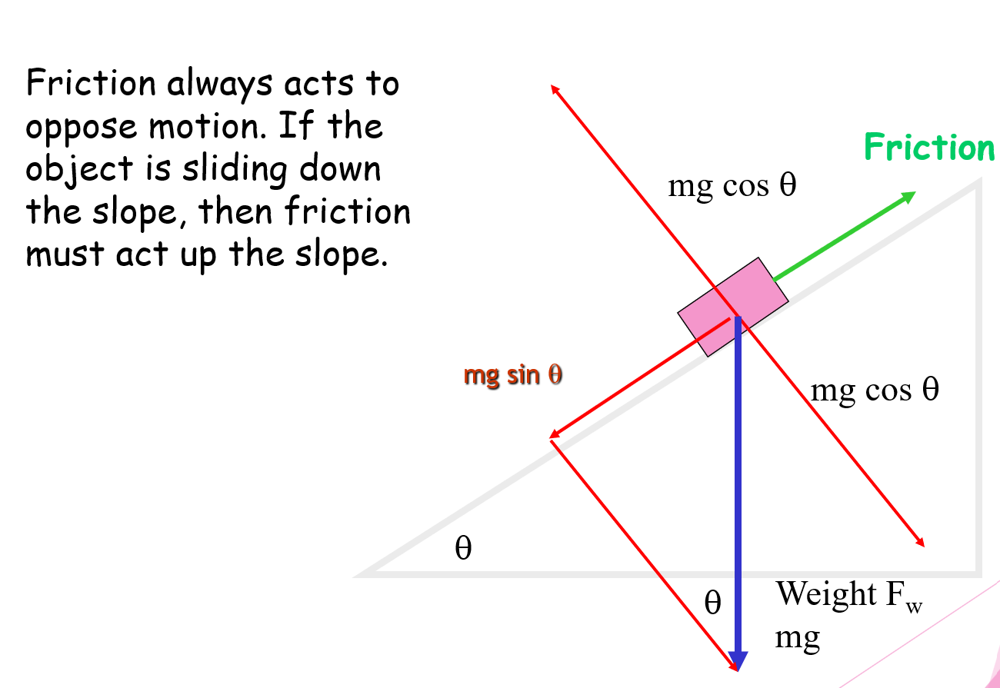 Friction always acts to
oppose motion. If the
object is sliding down
the slope, then friction
must act up the slope.
Friction
mg cos θ
mg sin θ
mg cos θ
θ
θ
Weight Fw
mg